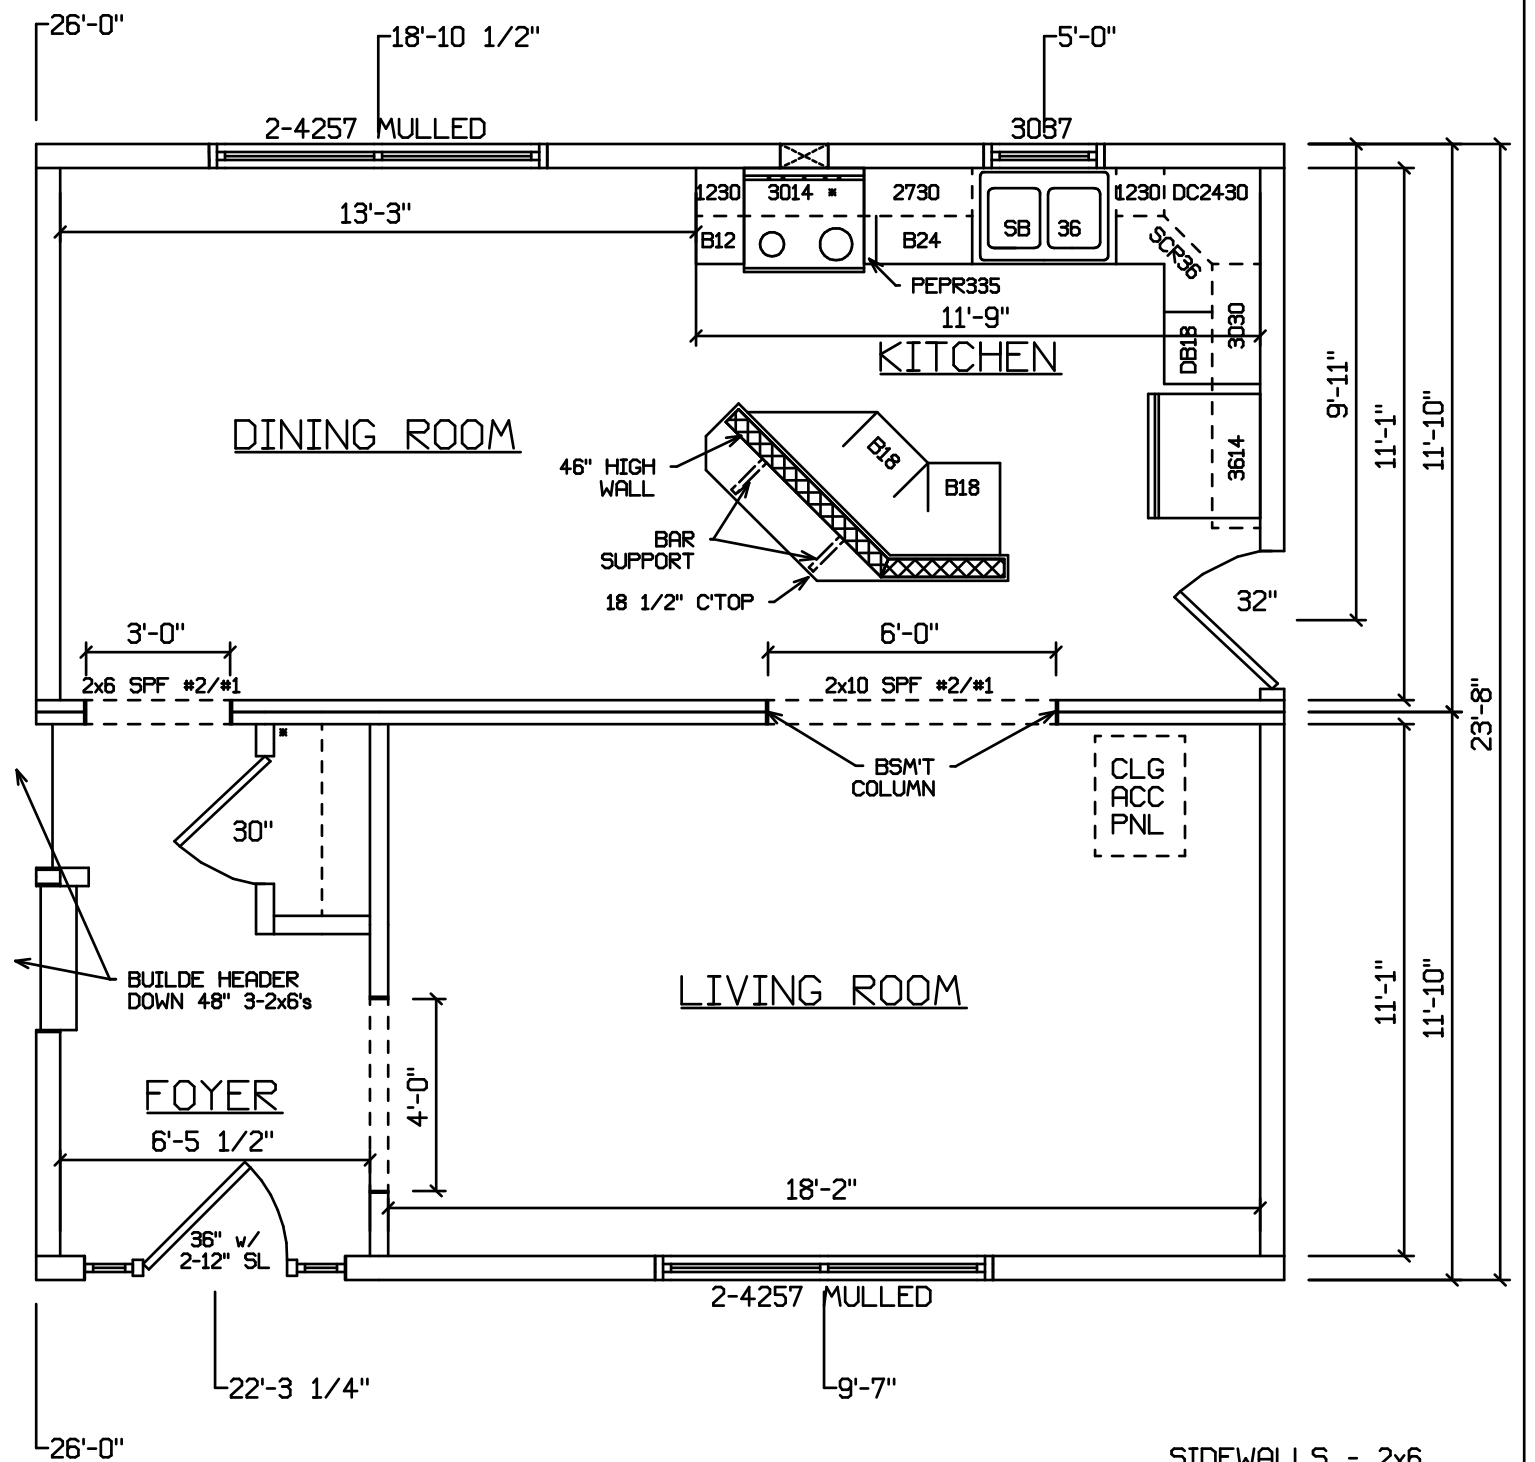 26'-0"
18'-10 1/2"
5'-0"
2-4257 MULLED
3037
1230
3014 *
2730
1230
DC2430
13'-3"
B12
B24
SB
36
SCR36
PEPR335
11'-9"
3030
DB18
KITCHEN
9'-11"
11'-1"
11'-10"
DINING ROOM
B18
46" HIGH
WALL
B18
3614
BAR
SUPPORT
18 1/2" C'TOP
32"
3'-0"
6'-0"
2x6 SPF #2/#1
2x10 SPF #2/#1
23'-8"
*
BSM'T
COLUMN
CLG
ACC
PNL
30"
BUILDE HEADER
DOWN 48" 3-2x6's
LIVING ROOM
11'-1"
11'-10"
FOYER
4'-0"
6'-5 1/2"
18'-2"
36" w/
2-12" SL
2-4257 MULLED
22'-3 1/4"
9'-7"
26'-0"
SIDEWALLS - 2x6